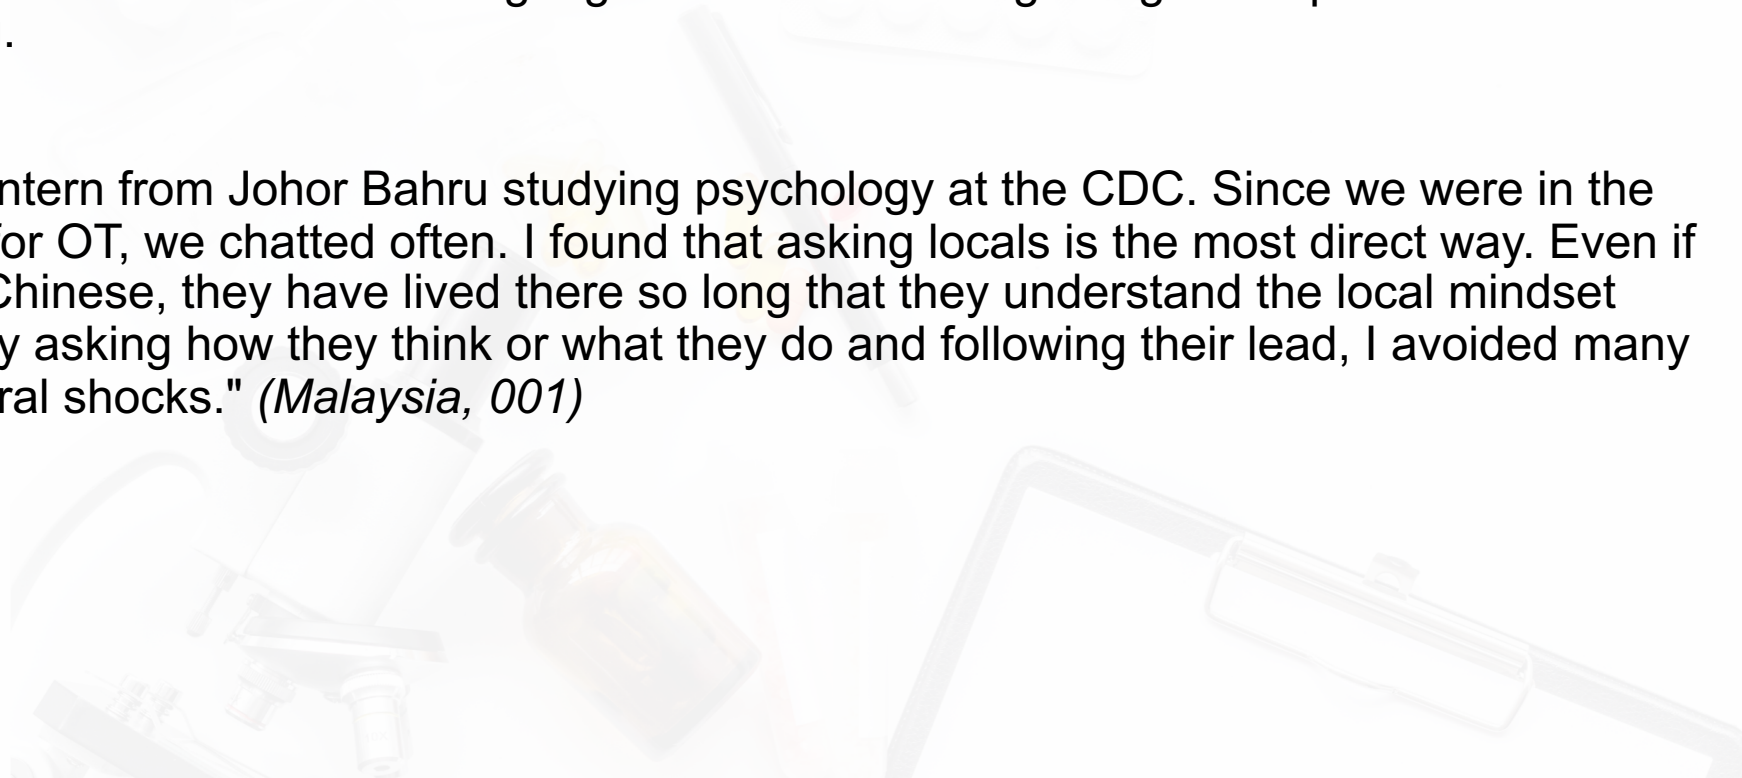 .
ntern from Johor Bahru studying psychology at the CDC. Since we were in the
for OT, we chatted often. I found that asking locals is the most direct way. Even if
Chinese, they have lived there so long that they understand the local mindset
y asking how they think or what they do and following their lead, I avoided many
ral shocks." (Malaysia, 001)